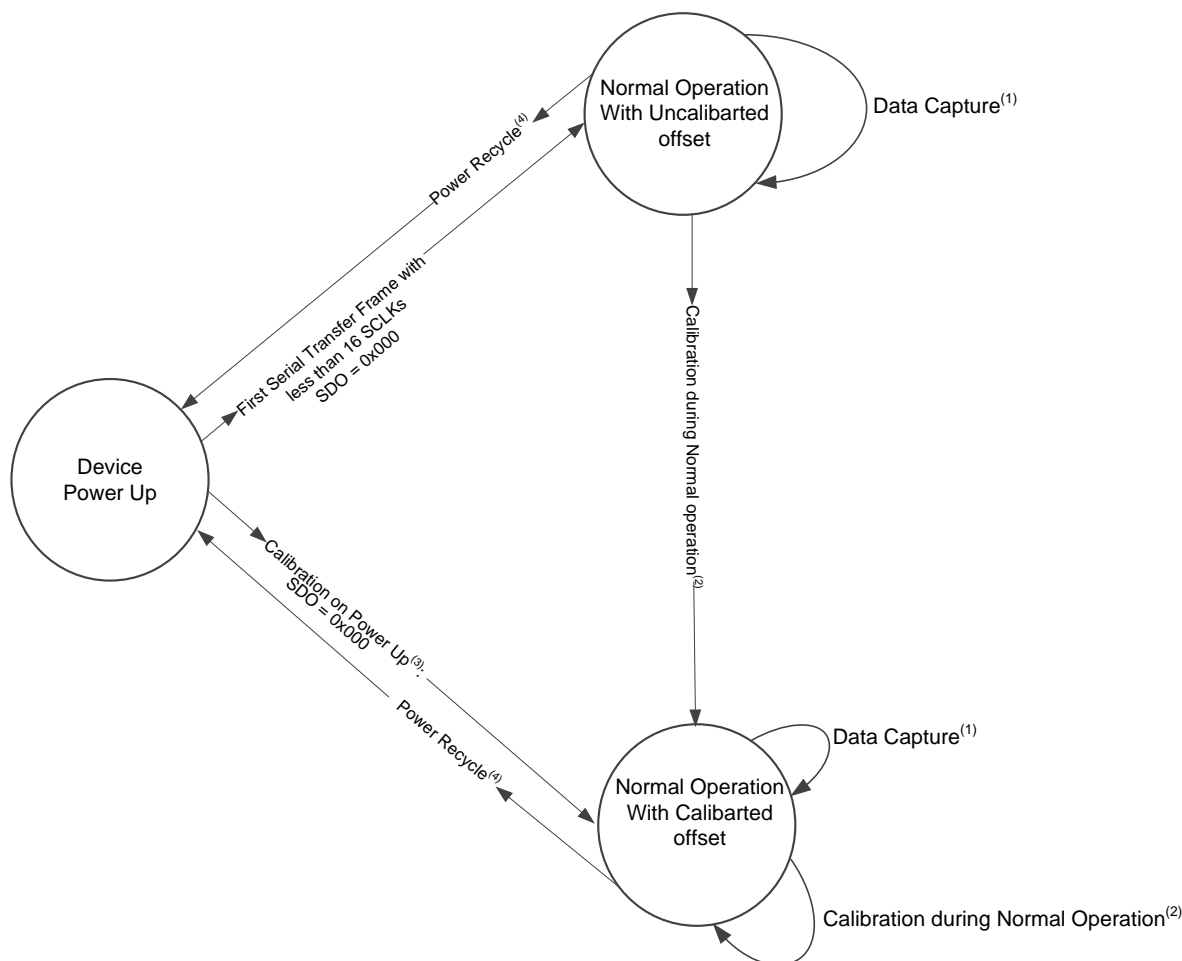 Normal Operation
With Uncalibarted
offset
Data Capture(1)
Power Recycle(4)
First Serial Transfer Frame with
less than 16 SCLKs
SDO = 0x000
Calibration during Normal operation(2)
Device
Power Up
Calibration on Power Up(3):
SDO = 0x000
Power Recycle(4)
Normal Operation
With Calibarted
offset
Data Capture(1)
Calibration during Normal Operation(2)